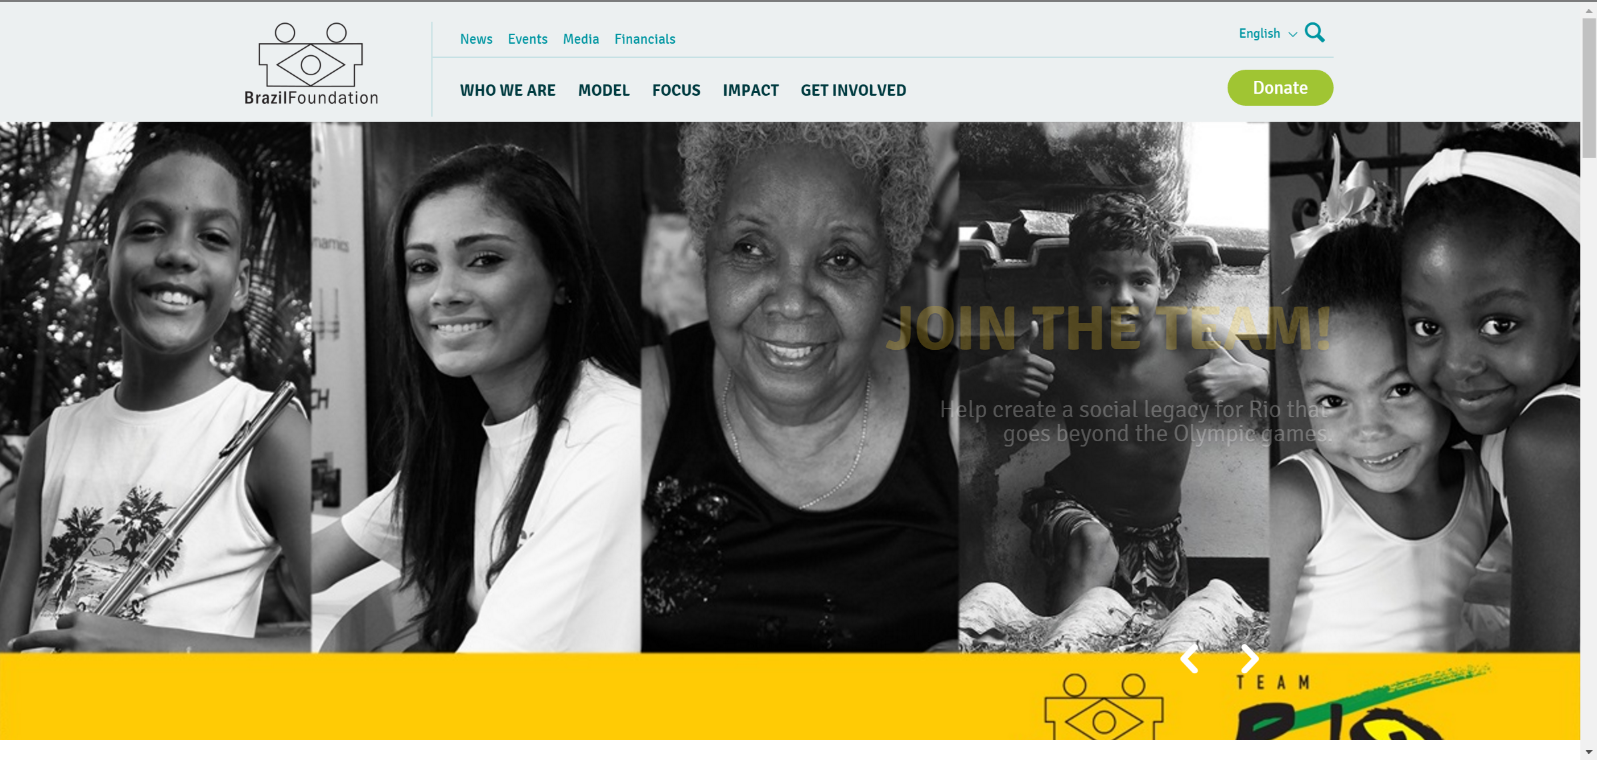 BrazilFoundation
News Events Media Financials
English
WHO WE ARE MODEL FOCUS IMPACT GET INVOLVED
Donate
JOIN THE TEAM!
Help create a social legacy for Rio that
goes beyond the Olympic games.
TEAM
RIO